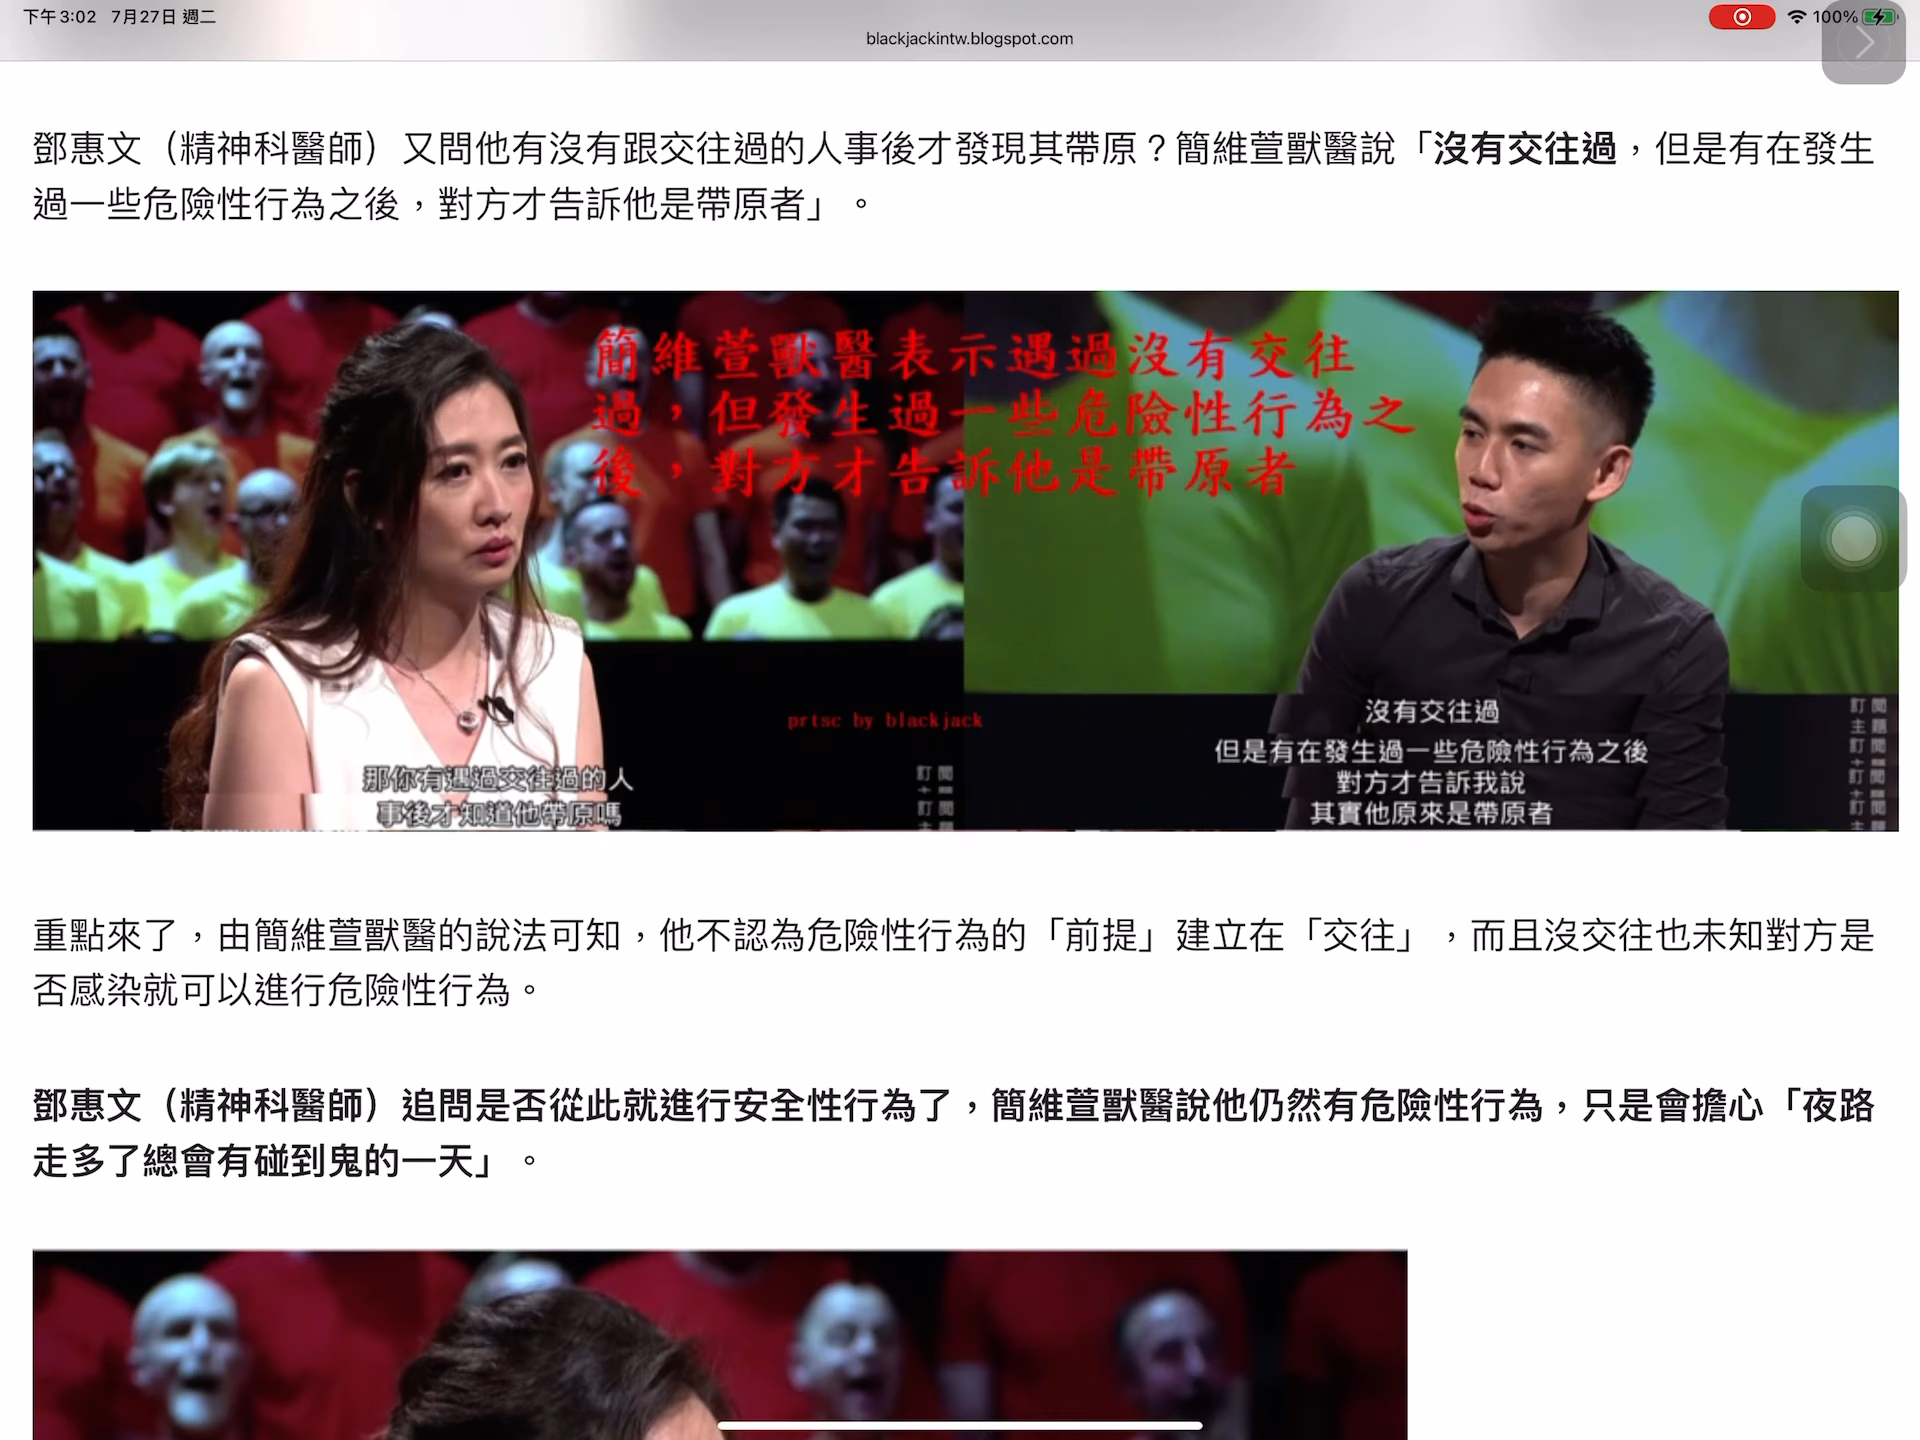 下午3:02 7月27日 週二
100%
blackjackintw.blogspot.com
鄧惠文（精神科醫師）又問他有沒有跟交往過的人事後才發現其帶原？簡維萱獸醫說「沒有交往過，但是有在發生
過一些危險性行為之後，對方才告訴他是帶原者」。
簡維萱獸醫表示遇過沒有交往
過，但發生過一些危險性行為之
後，對方才告訴他是帶原者
prtsc by blackjack
那你有遇過交往過的人
事後才知道他帶原嗎
訂閱
訂閱
沒有交往過
但是有在發生過一些危險性行為之後
對方才告訴我說
其實他原來是帶原者
訂閱
主題
訂閱
訂閱
訂閱
重點來了，由簡維萱獸醫的說法可知，他不認為危險性行為的「前提」建立在「交往」，而且沒交往也未知對方是
否感染就可以進行危險性行為。
鄧惠文（精神科醫師）追問是否從此就進行安全性行為了，簡維萱獸醫說他仍然有危險性行為，只是會擔心「夜路
走多了總會有碰到鬼的一天」。